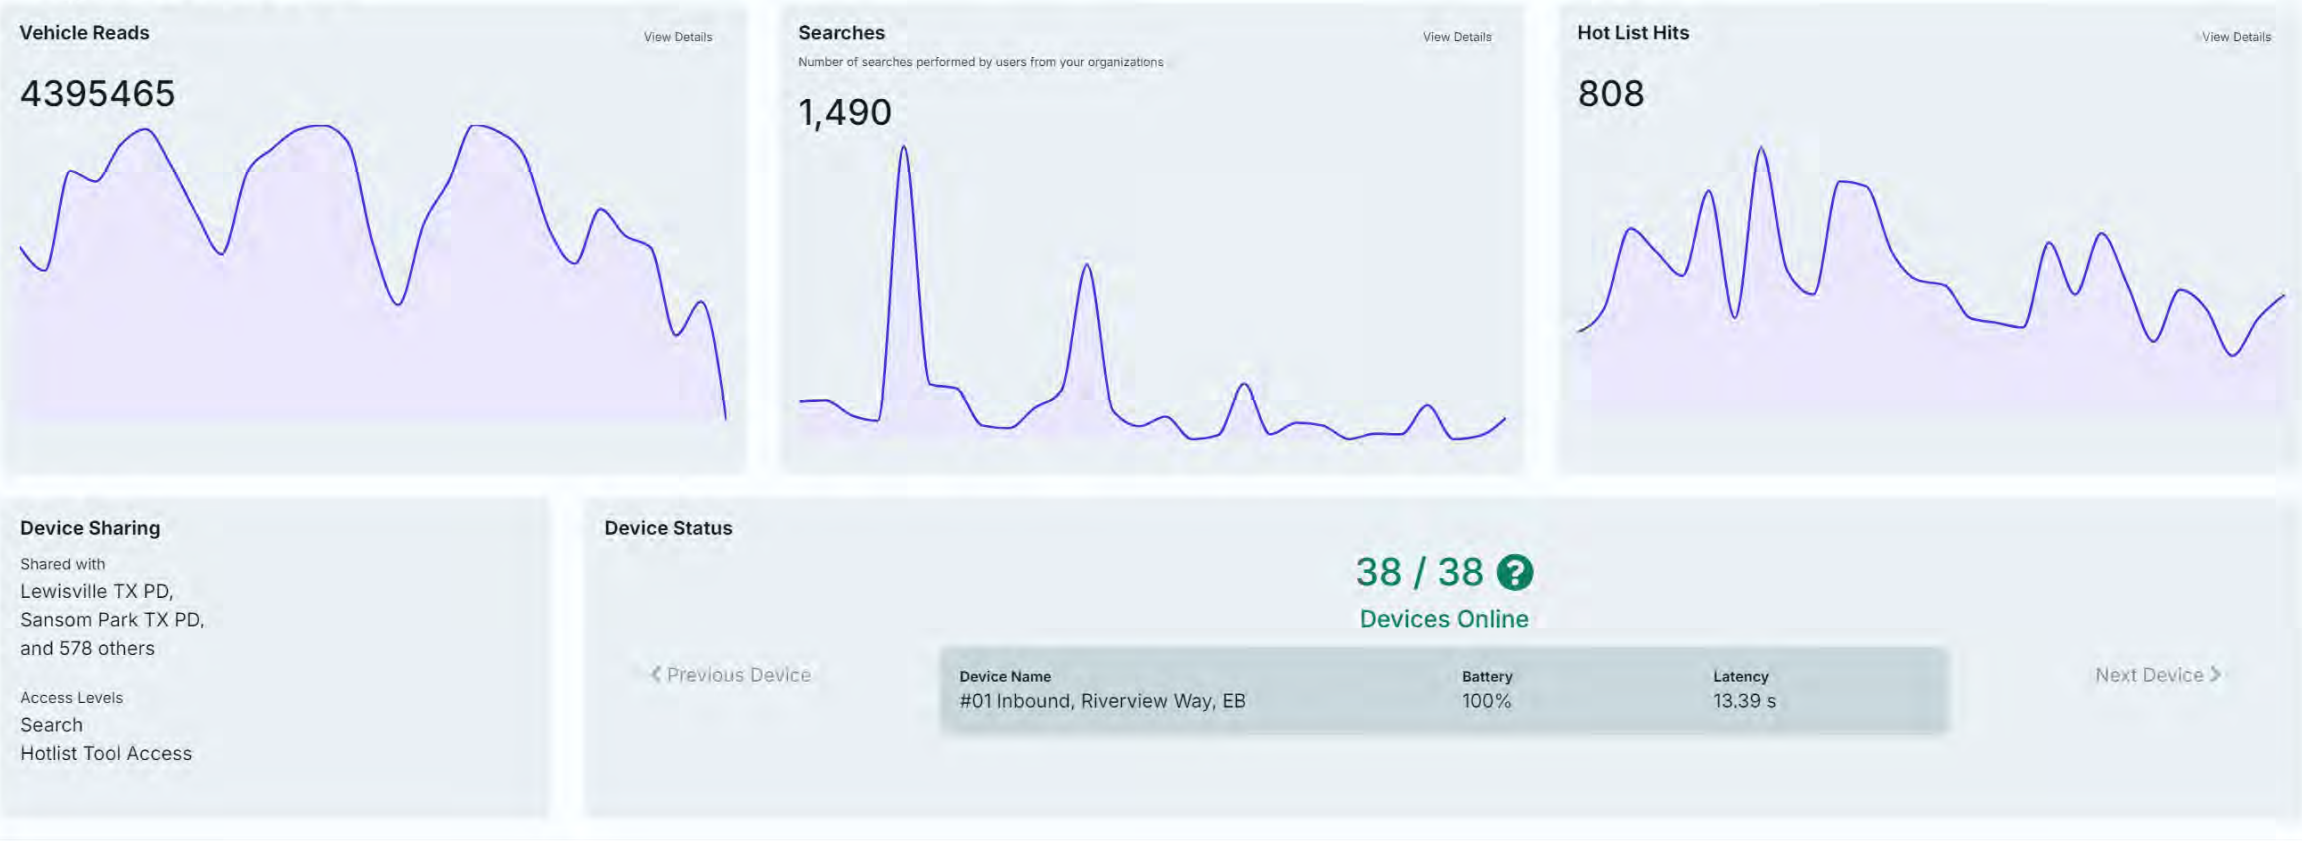 Vehicle Reads
View Details
4395465
Searches
View Details
Number of searches performed by users from your organizations
1,490
Hot List Hits
View Details
808
Device Sharing
Shared with
Lewisville TX PD,
Sansom Park TX PD,
and 578 others
Access Levels
Search
Hotlist Tool Access
Device Status
38 / 38 ?
Devices Online
Previous Device
Device Name
#01 Inbound, Riverview Way, EB
Battery
100%
Latency
13.39 s
Next Device